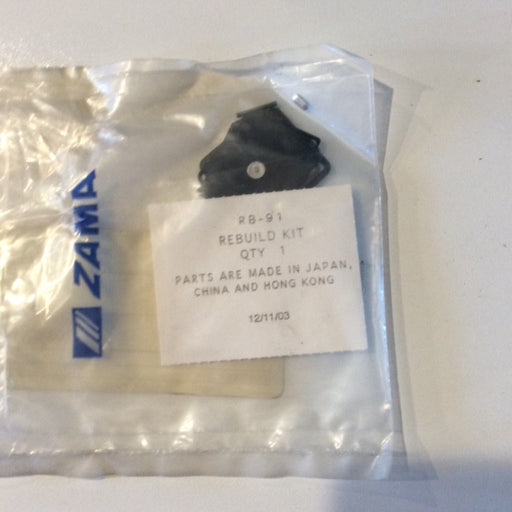 ZAMA
RB-91
REBUILD KIT
QTY 1
PARTS ARE MADE IN JAPAN,
CHINA AND HONG KONG
12/11/03